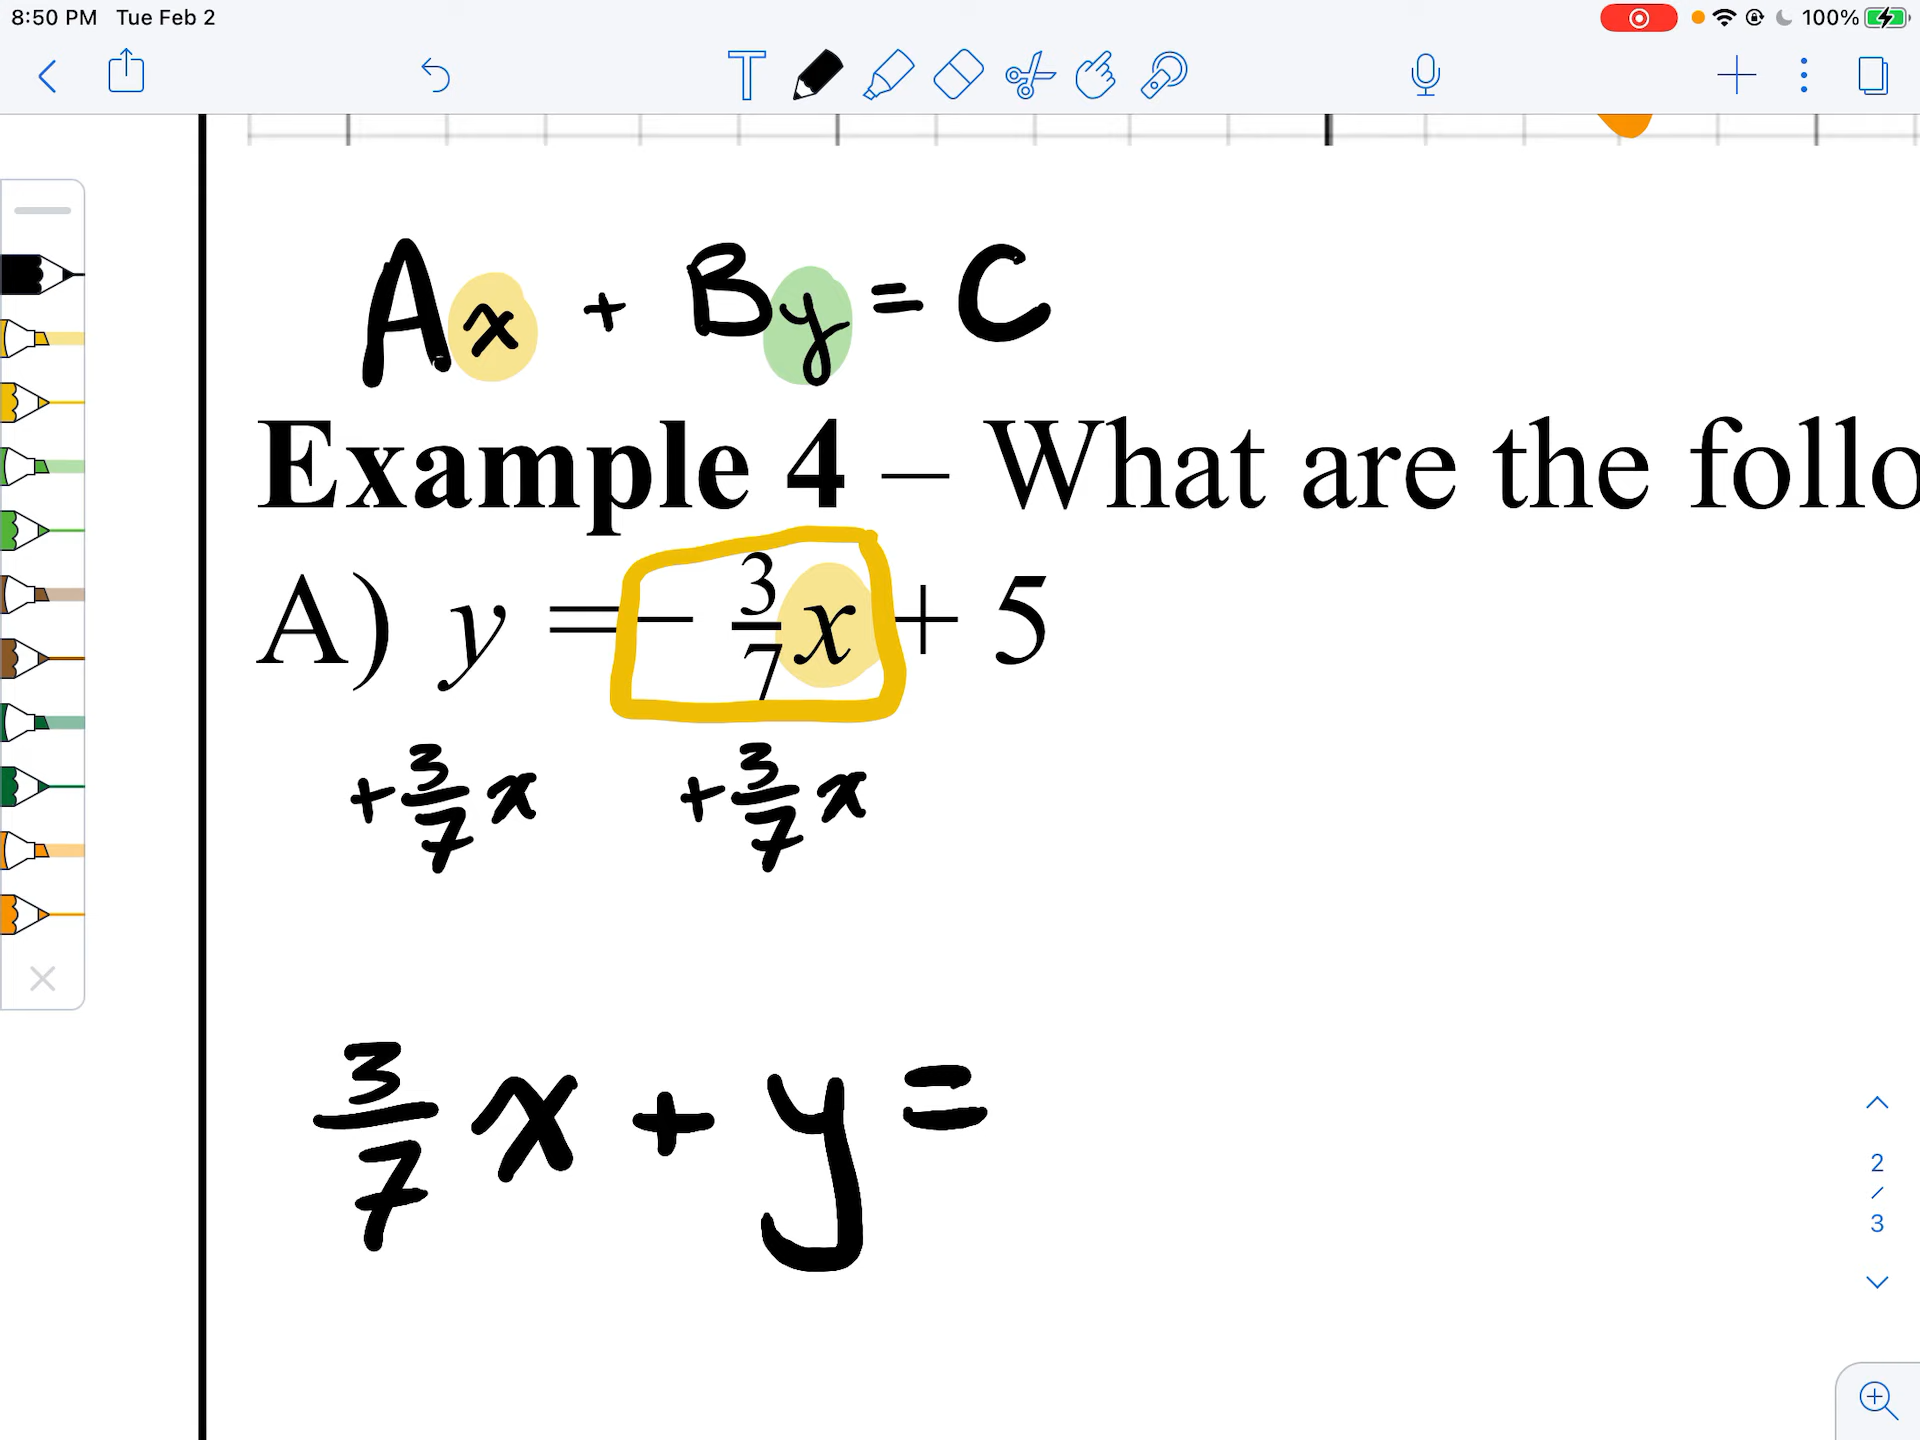 8:50 PM Tue Feb 2 100%
T
Ax + By = C
Example 4 – What are the follo
A) y = − 3/7 x + 5
+ 3/7 x + 3/7 x
3/7 x + y =
2
/
3